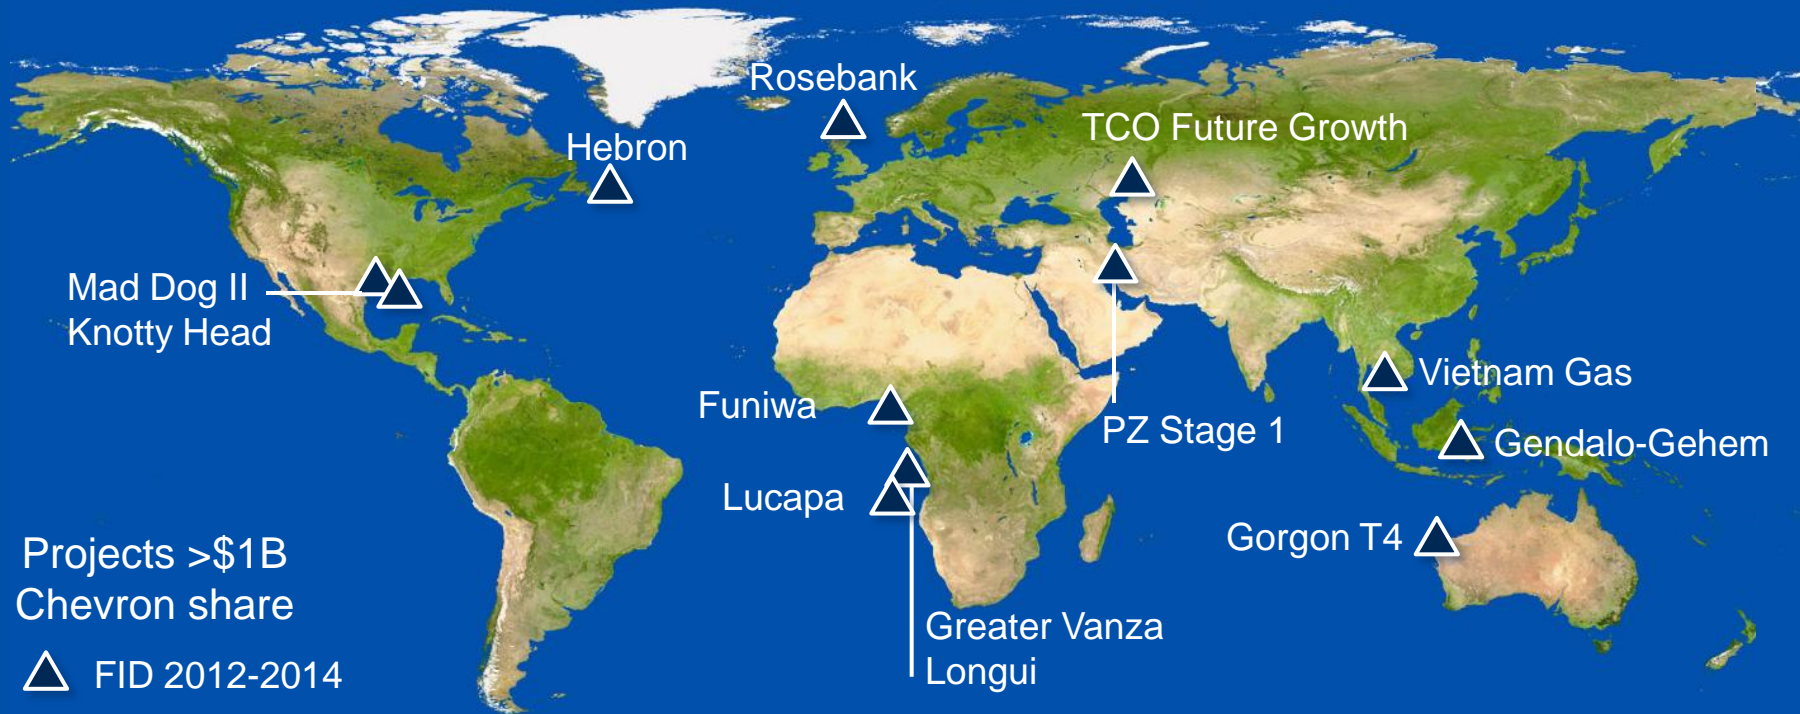 Rosebank
TCO Future Growth
Hebron
Mad Dog II
Knotty Head
Vietnam Gas
Funiwa
PZ Stage 1
Gendalo-Gehem
Lucapa
Gorgon T4
Projects >$1B
Chevron share
Greater Vanza
Longui
FID 2012-2014